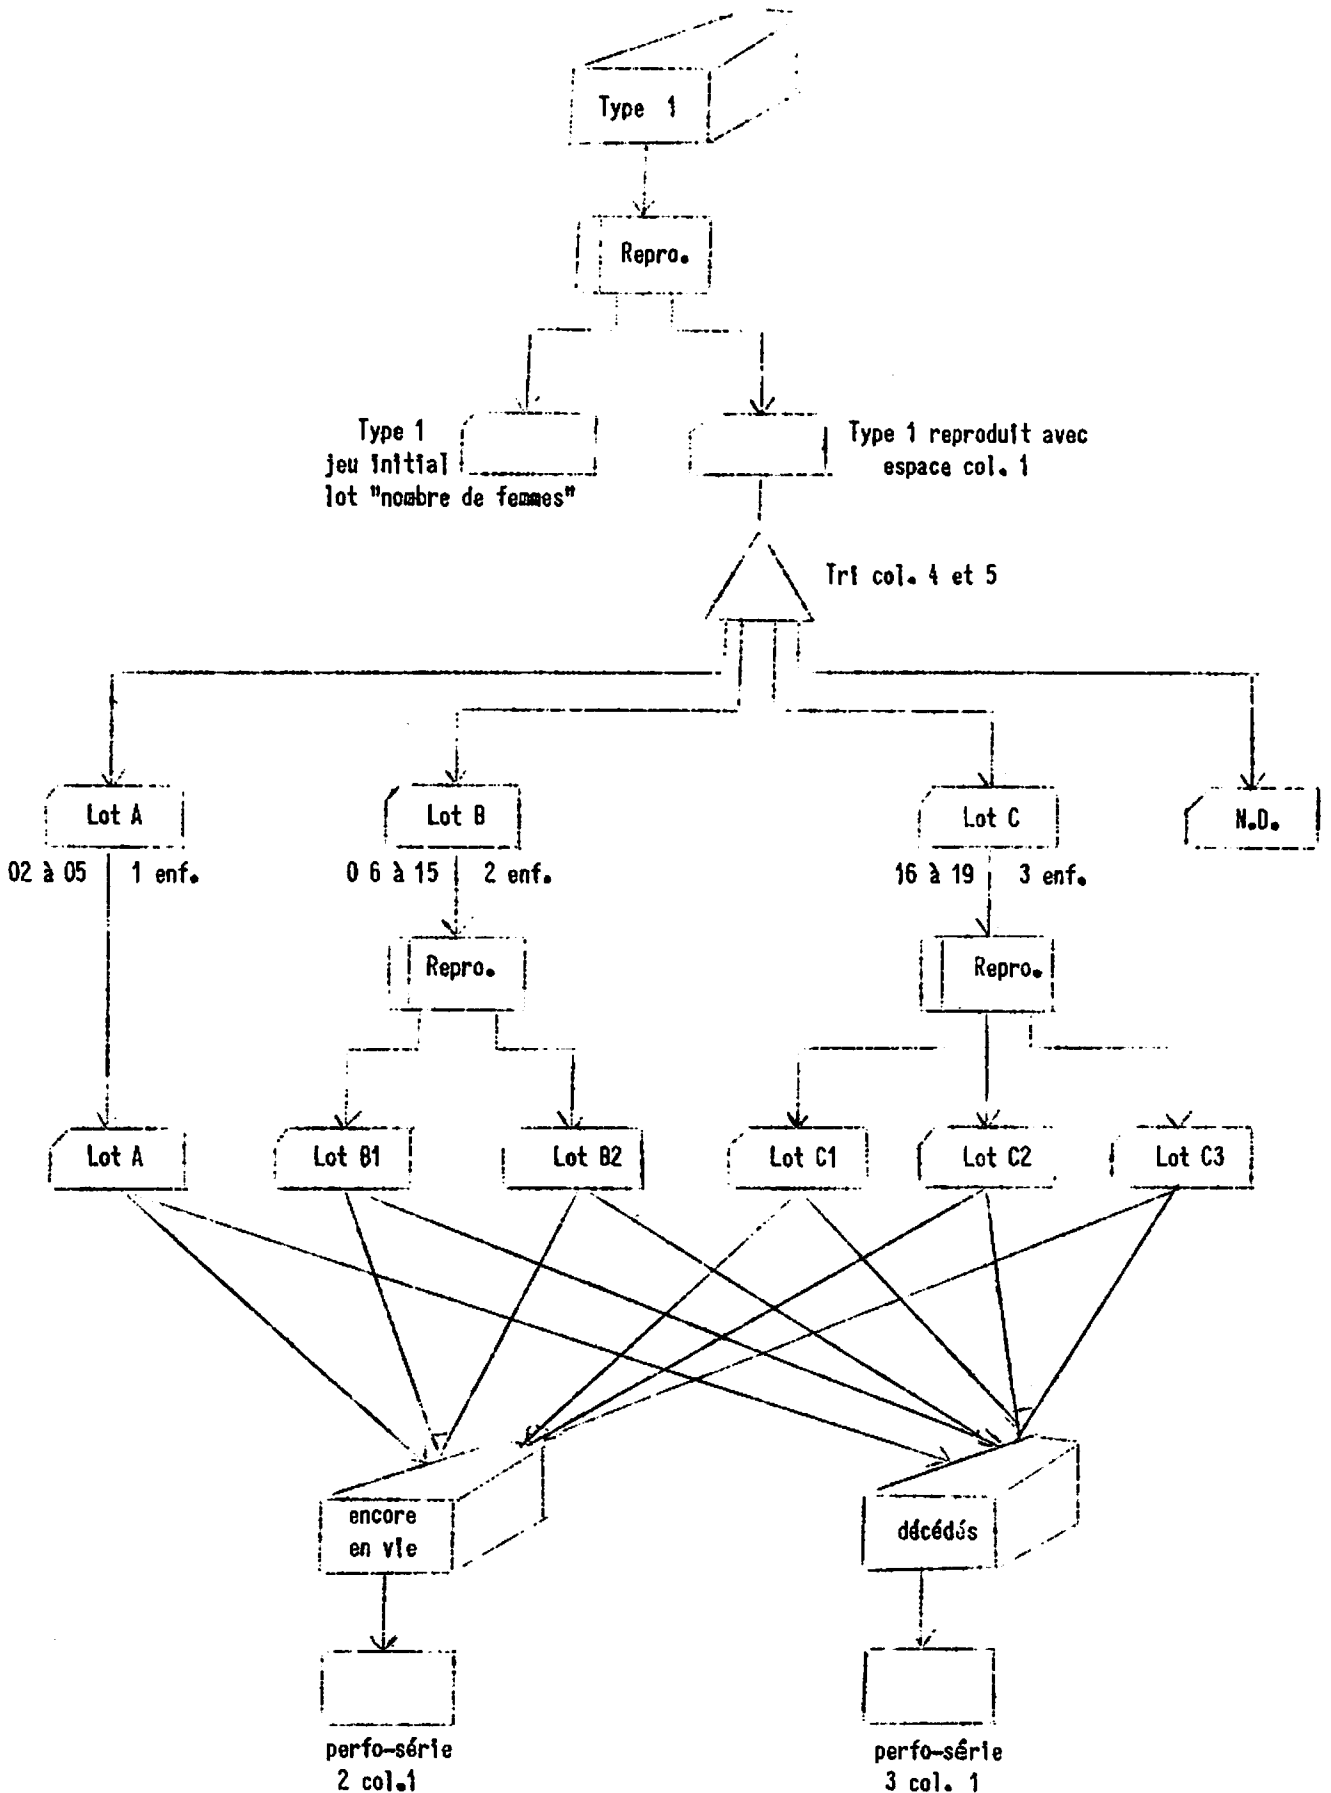 Type 1
Repro.
Type 1
jeu initial
lot "nombre de femmes"
Type 1 reproduit avec
espace col. 1
Tri col. 4 et 5
Lot A
Lot B
Lot C
N.D.
02 à 05 1 enf.
0 6 à 15 2 enf.
16 à 19 3 enf.
Repro.
Repro.
Lot A
Lot B1
Lot B2
Lot C1
Lot C2
Lot C3
encore
en vie
décédés
perfo-série
2 col.1
perfo-série
3 col. 1